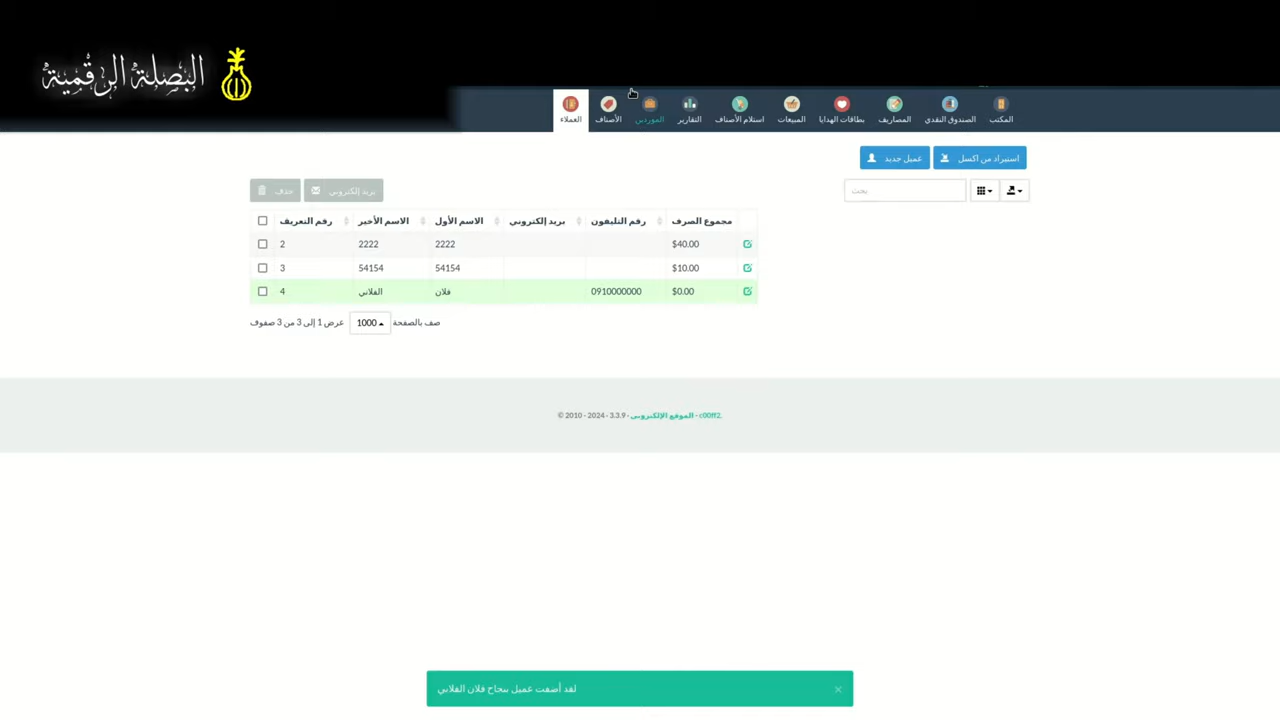 البصلة الرقمية
المكتب
الصندوق النقدي
المصاريف
بطاقات الهدايا
المبيعات
استلام الأصناف
التقارير
الموردين
الأصناف
العملاء
استيراد من اكسل
عميل جديد
بحث
بريد إلكتروني
حذف
مجموع الصرف رقم التليفون بريد إلكتروني الاسم الأول الاسم الأخير رقم التعريف
$40.00 2222 2222 2
$10.00 54154 54154 3
$0.00 0910000000 فلان الفلاني 4
صف بالصفحة 1000 عرض 1 إلى 3 من 3 صفوف
© 2010 - 2024 - 3.3.9 - الموقع الإلكترونى - c00ff2.
لقد أضفت عميل بنجاح فلان الفلاني ×